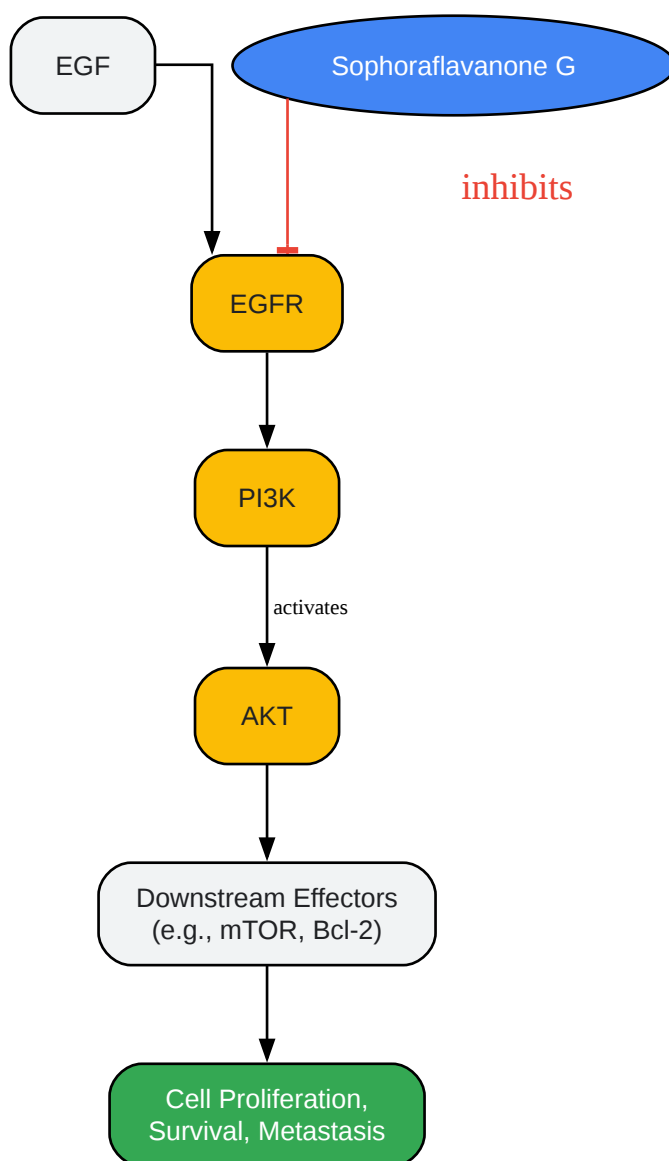 EGF
Sophoraflavanone G
inhibits
EGFR
PI3K
activates
AKT
Downstream Effectors
(e.g., mTOR, Bcl-2)
Cell Proliferation,
Survival, Metastasis